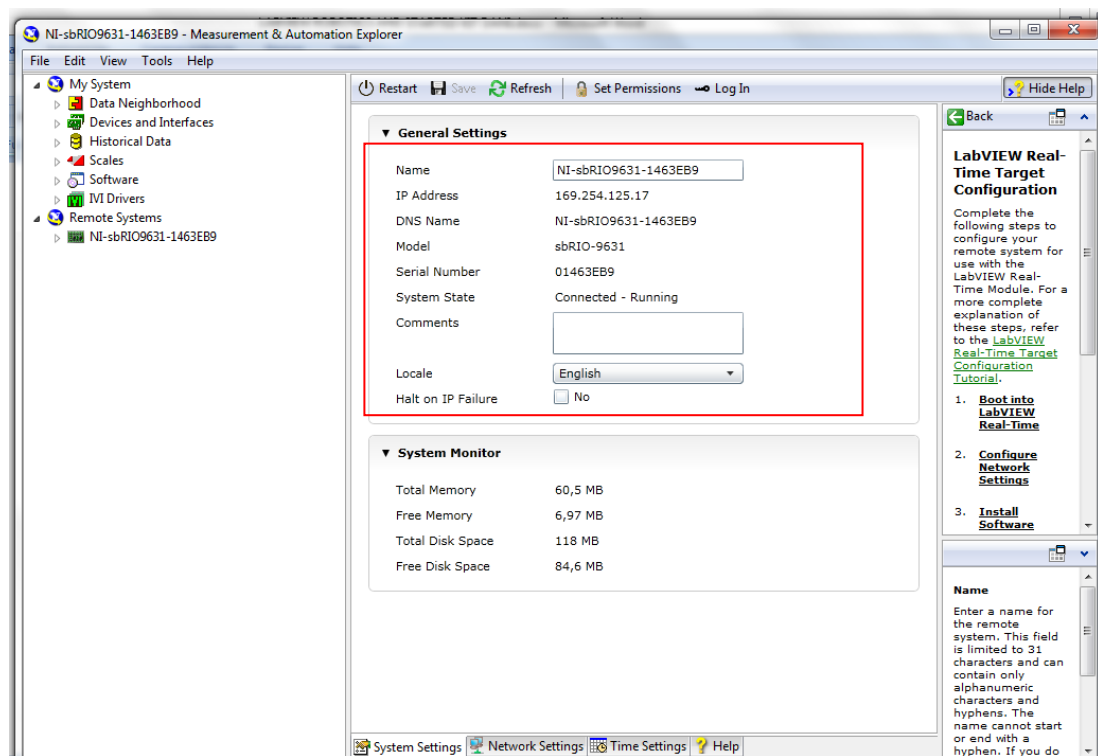 NI-sbRIO9631-1463EB9 - Measurement & Automation Explorer
File Edit View Tools Help
My System
Data Neighborhood
Devices and Interfaces
Historical Data
Scales
Software
IVI Drivers
Remote Systems
NI-sbRIO9631-1463EB9
Restart Save Refresh Set Permissions Log In Hide Help
General Settings
Name NI-sbRIO9631-1463EB9
IP Address 169.254.125.17
DNS Name NI-sbRIO9631-1463EB9
Model sbRIO-9631
Serial Number 01463EB9
System State Connected - Running
Comments
Locale English
Halt on IP Failure No
System Monitor
Total Memory 60,5 MB
Free Memory 6,97 MB
Total Disk Space 118 MB
Free Disk Space 84,6 MB
System Settings Network Settings Time Settings Help
Back
LabVIEW Real-
Time Target
Configuration
Complete the
following steps to
configure your
remote system for
use with the
LabVIEW Real-
Time Module. For a
more complete
explanation of
these steps, refer
to the LabVIEW
Real-Time Target
Configuration
Tutorial.
1. Boot into
LabVIEW
Real-Time
2. Configure
Network
Settings
3. Install
Software
Name
Enter a name for
the remote
system. This field
is limited to 31
characters and can
contain only
alphanumeric
characters and
hyphens. The
name cannot start
or end with a
hyphen. If you do